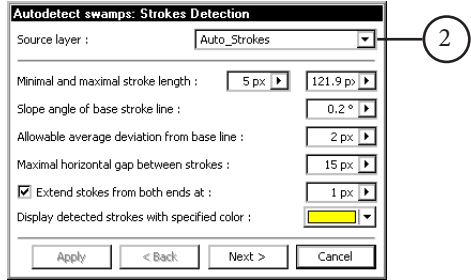 Autodetect swamps: Strokes Detection
Source layer : Auto_Strokes 2
Minimal and maximal stroke length : 5 px 121.9 p
Slope angle of base stroke line : 0.2 °
Allowable average deviation from base line : 2 px
Maximal horizontal gap between strokes : 15 px
Extend stokes from both ends at : 1 px
Display detected strokes with specified color :
Apply < Back Next > Cancel